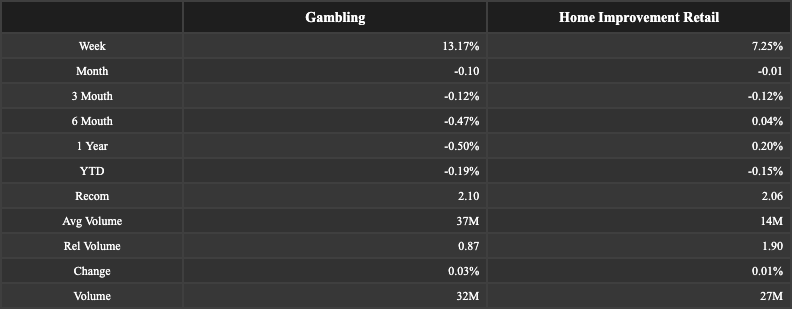 Gambling Home Improvement Retail
Week 13.17% 7.25%
Month -0.10 -0.01
3 Mouth -0.12% -0.12%
6 Mouth -0.47% 0.04%
1 Year -0.50% 0.20%
YTD -0.19% -0.15%
Recom 2.10 2.06
Avg Volume 37M 14M
Rel Volume 0.87 1.90
Change 0.03% 0.01%
Volume 32M 27M